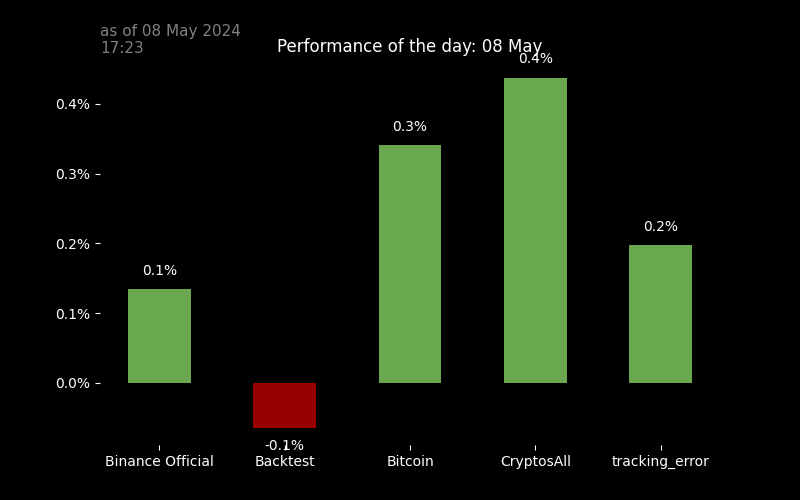 as of 08 May 2024
17:23
Performance of the day: 08 May
0.4%
0.4%
0.3%
0.3%
0.2%
0.2%
0.1%
0.1%
0.0%
-0.1%
Binance Official
Backtest
Bitcoin
CryptosAll
tracking_error